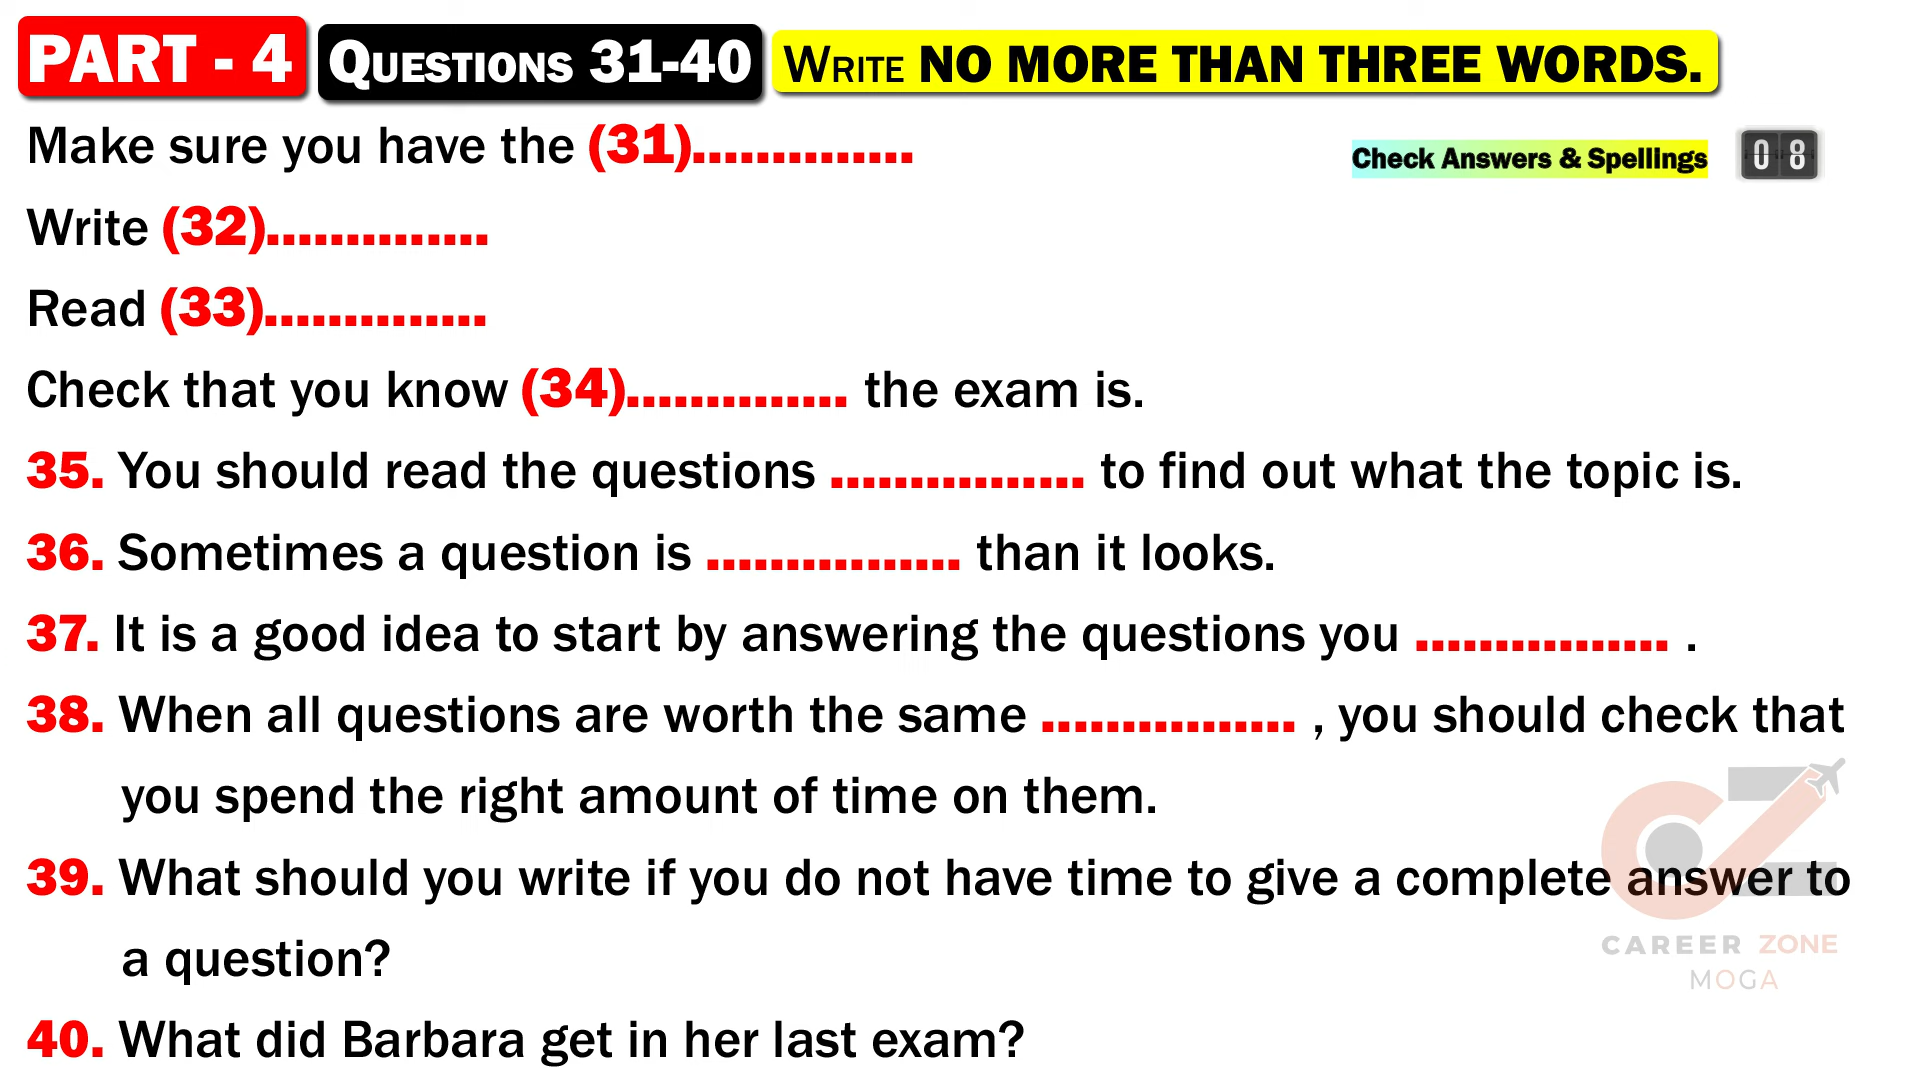 PART - 4 QUESTIONS 31-40 WRITE NO MORE THAN THREE WORDS.
Make sure you have the (31)..............
Check Answers & Spellings 08
Write (32)..............
Read (33)..............
Check that you know (34).............. the exam is.
35. You should read the questions ................ to find out what the topic is.
36. Sometimes a question is ................ than it looks.
37. It is a good idea to start by answering the questions you ................ .
38. When all questions are worth the same ................ , you should check that
you spend the right amount of time on them.
39. What should you write if you do not have time to give a complete answer to
CAREER ZONE
a question?
MOGA
40. What did Barbara get in her last exam?